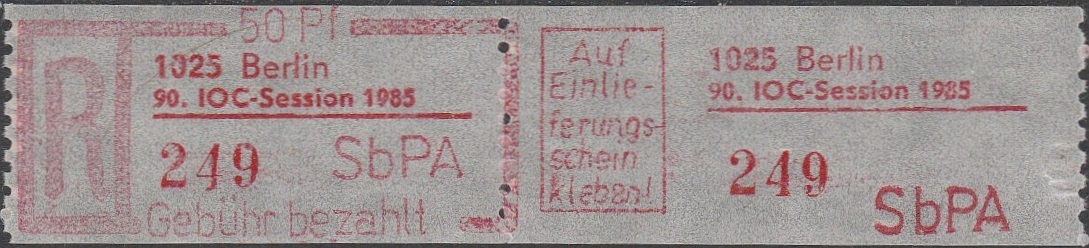 50 Pf
R
1025 Berlin
90. IOC-Session 1985
249 SbPA
Gebühr bezahlt
Auf
Einlie-
ferungs-
schein
kleben!
1025 Berlin
90. IOC-Session 1985
249
SbPA